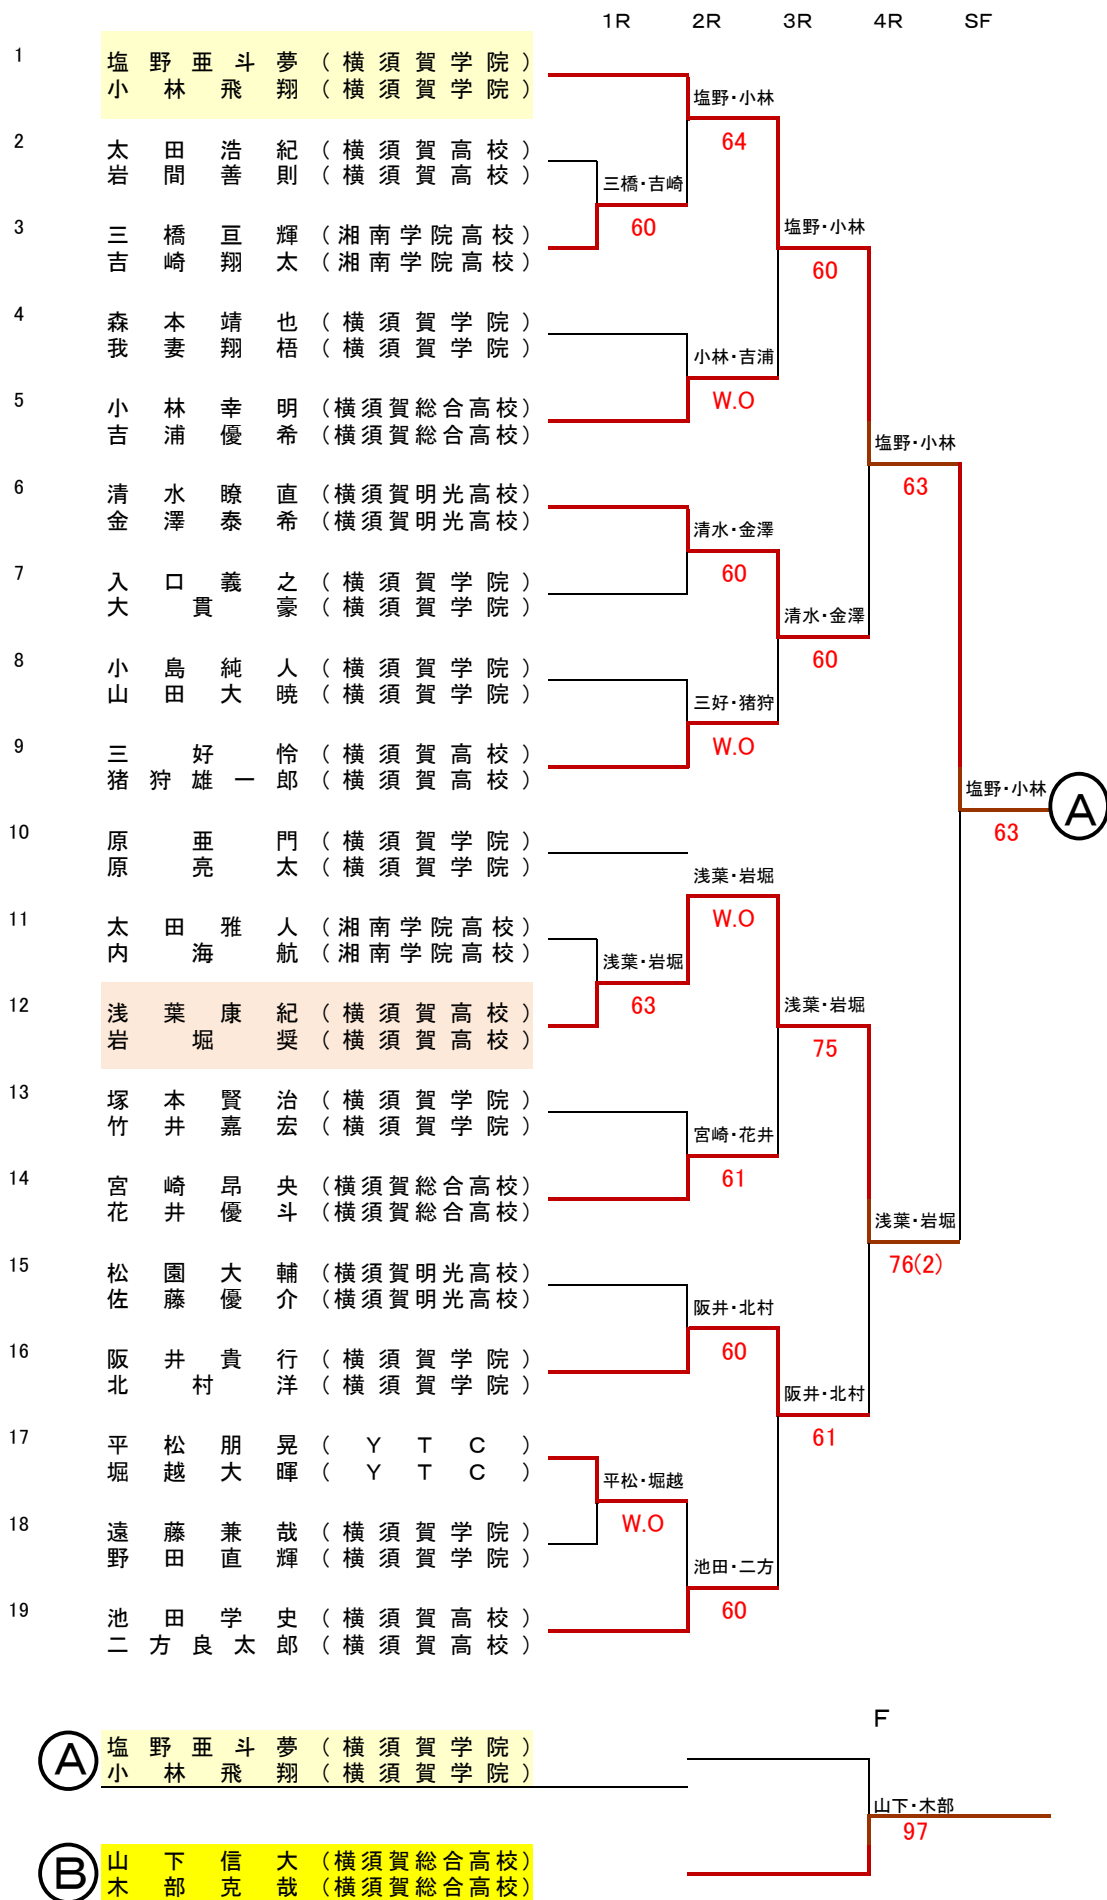 1R 2R 3R 4R SF
1
塩野亜斗夢(横須賀学院)
小林飛翔(横須賀学院)
塩野・小林
64
2
太田浩紀(横須賀高校)
岩間善則(横須賀高校)
三橋・吉崎
60
3
三橋亘輝(湘南学院高校)
吉崎翔太(湘南学院高校)
塩野・小林
60
4
森本靖也(横須賀学院)
我妻翔梧(横須賀学院)
小林・吉浦
W.O
5
小林幸明(横須賀総合高校)
吉浦優希(横須賀総合高校)
塩野・小林
63
6
清水瞭直(横須賀明光高校)
金澤泰希(横須賀明光高校)
清水・金澤
60
7
入口義之(横須賀学院)
大貫豪(横須賀学院)
清水・金澤
60
8
小島純人(横須賀学院)
山田大暁(横須賀学院)
三好・猪狩
W.O
9
三好怜(横須賀高校)
猪狩雄一郎(横須賀高校)
塩野・小林
63
A
10
原亜門(横須賀学院)
原亮太(横須賀学院)
浅葉・岩堀
W.O
11
太田雅人(湘南学院高校)
内海航(湘南学院高校)
浅葉・岩堀
63
12
浅葉康紀(横須賀高校)
岩堀奨(横須賀高校)
浅葉・岩堀
75
13
塚本賢治(横須賀学院)
竹井嘉宏(横須賀学院)
宮崎・花井
61
14
宮崎昂央(横須賀総合高校)
花井優斗(横須賀総合高校)
浅葉・岩堀
76(2)
15
松園大輔(横須賀明光高校)
佐藤優介(横須賀明光高校)
阪井・北村
60
16
阪井貴行(横須賀学院)
北村洋(横須賀学院)
阪井・北村
61
17
平松朋晃(YTC)
堀越大暉(YTC)
平松・堀越
W.O
18
遠藤兼哉(横須賀学院)
野田直輝(横須賀学院)
池田・二方
60
19
池田学史(横須賀高校)
二方良太郎(横須賀高校)
F
A
塩野亜斗夢(横須賀学院)
小林飛翔(横須賀学院)
山下・木部
97
B
山下信大(横須賀総合高校)
木部克哉(横須賀総合高校)